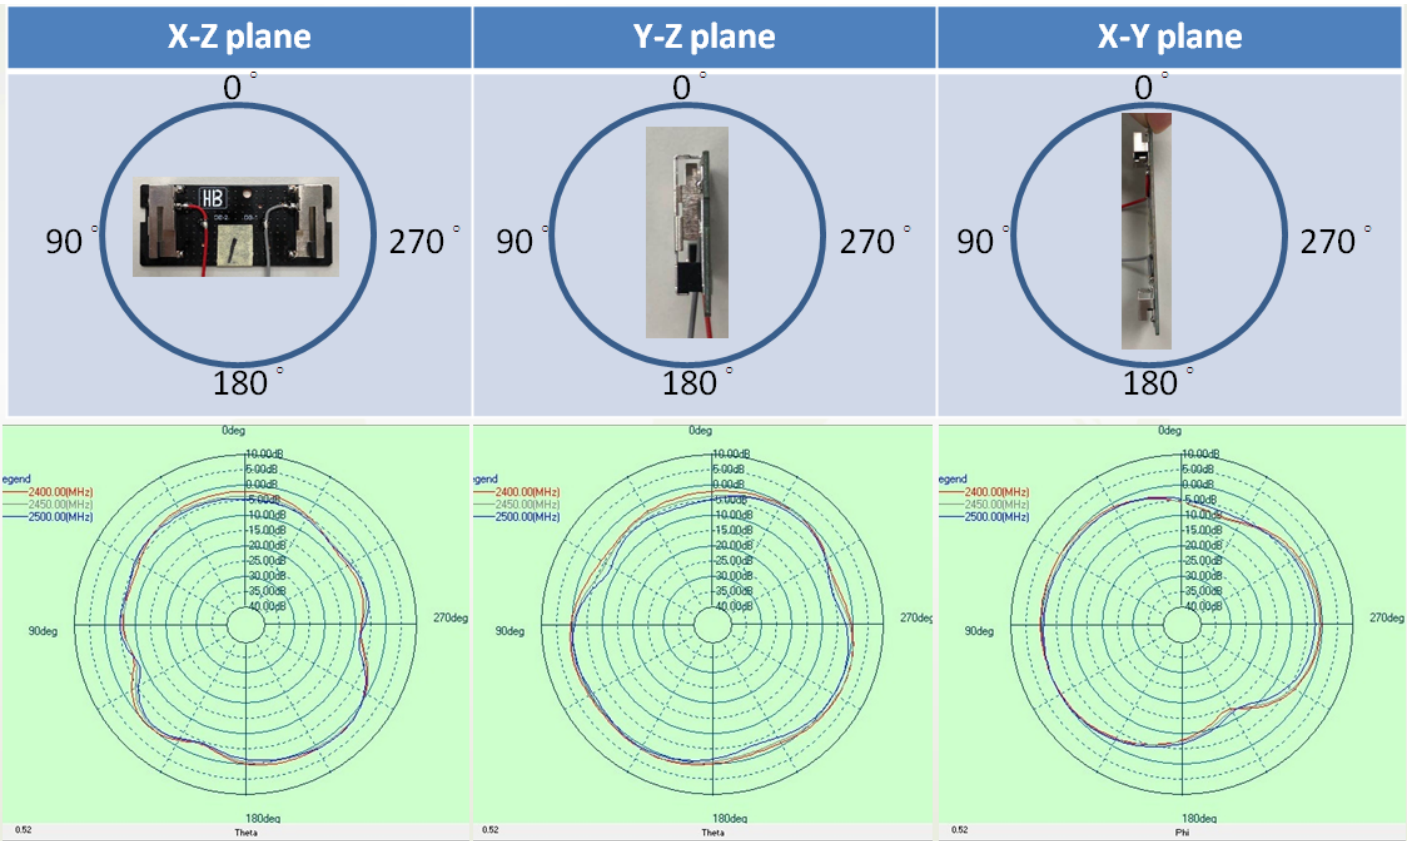 X-Z plane
Y-Z plane
X-Y plane
0°
90°
270°
180°
0°
90°
270°
180°
0°
90°
270°
180°
HB
0deg
egend
2400.00(MHz)
2450.00(MHz)
2500.00(MHz)
10.00dB
5.00dB
0.00dB
-5.00dB
-10.00dB
-15.00dB
-20.00dB
-25.00dB
-30.00dB
-35.00dB
-40.00dB
90deg
270deg
180deg
0.52
Theta
0deg
egend
2400.00(MHz)
2450.00(MHz)
2500.00(MHz)
10.00dB
5.00dB
0.00dB
-5.00dB
-10.00dB
-15.00dB
-20.00dB
-25.00dB
-30.00dB
-35.00dB
-40.00dB
90deg
270deg
180deg
0.52
Theta
0deg
egend
2400.00(MHz)
2450.00(MHz)
2500.00(MHz)
10.00dB
5.00dB
0.00dB
-5.00dB
-10.00dB
-15.00dB
-20.00dB
-25.00dB
-30.00dB
-35.00dB
-40.00dB
90deg
270deg
180deg
0.52
Phi